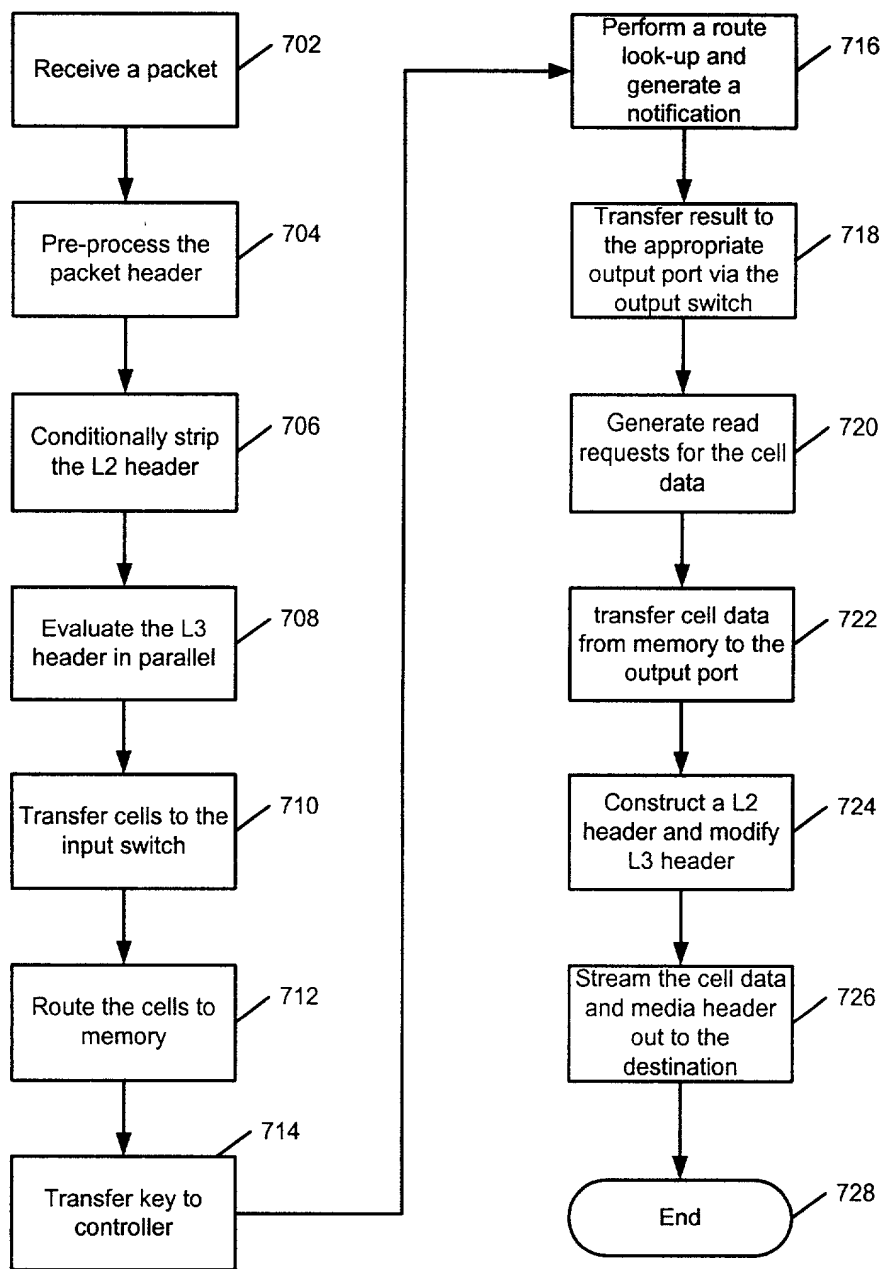 Receive a packet
702
Pre-process the
packet header
704
Conditionally strip
the L2 header
706
Evaluate the L3
header in parallel
708
Transfer cells to the
input switch
710
Route the cells to
memory
712
Transfer key to
controller
714
Perform a route
look-up and
generate a
notification
716
Transfer result to
the appropriate
output port via the
output switch
718
Generate read
requests for the cell
data
720
transfer cell data
from memory to the
output port
722
Construct a L2
header and modify
L3 header
724
Stream the cell data
and media header
out to the
destination
726
End
728